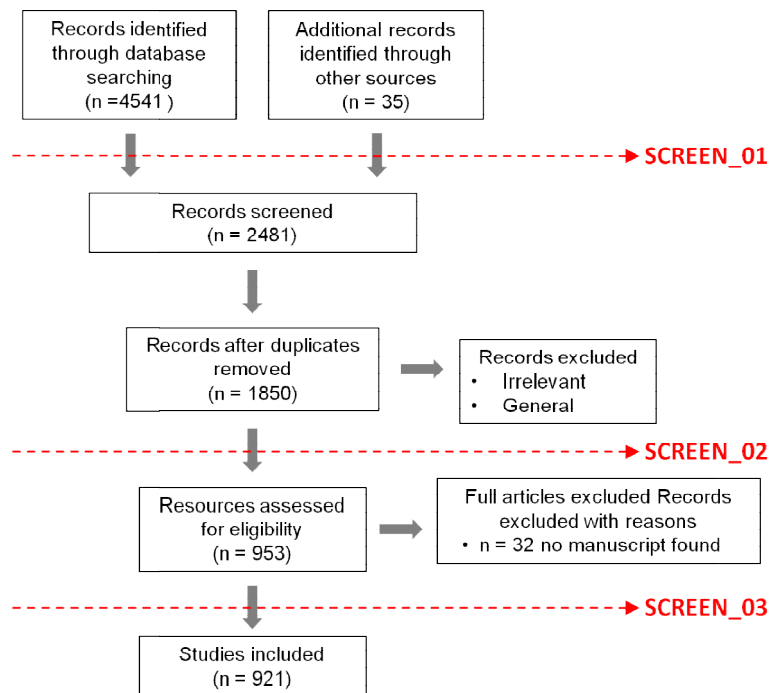 Records identified
through database
searching
(n =4541 )
Additional records
identified through
other sources
(n = 35)
SCREEN_01
Records screened
(n = 2481)
Records after duplicates
removed
(n = 1850)
Records excluded
• Irrelevant
• General
SCREEN_02
Resources assessed
for eligibility
(n = 953)
Full articles excluded Records
excluded with reasons
• n = 32 no manuscript found
SCREEN_03
Studies included
(n = 921)